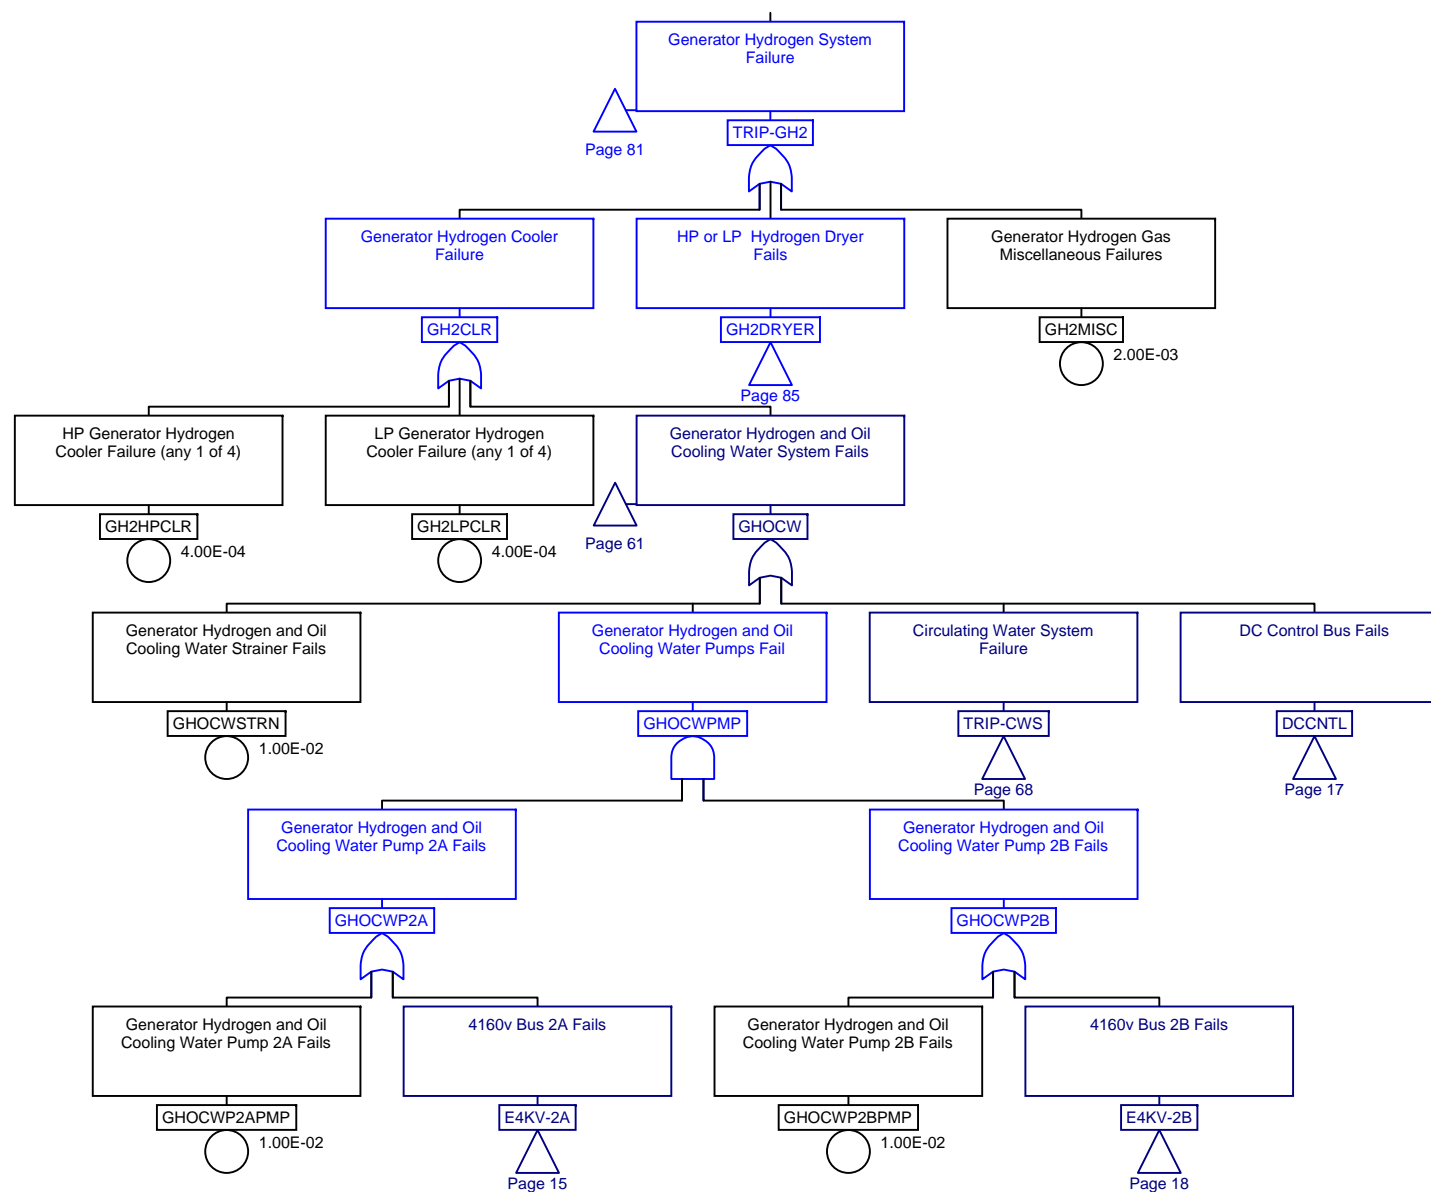 Generator Hydrogen System
Failure
Page 81
TRIP-GH2
Generator Hydrogen Cooler
Failure
HP or LP  Hydrogen Dryer
Fails
Generator Hydrogen Gas
Miscellaneous Failures
GH2CLR
GH2DRYER
GH2MISC
2.00E-03
Page 85
HP Generator Hydrogen
Cooler Failure (any 1 of 4)
LP Generator Hydrogen
Cooler Failure (any 1 of 4)
Generator Hydrogen and Oil
Cooling Water System Fails
GH2HPCLR
4.00E-04
GH2LPCLR
4.00E-04
Page 61
GHOCW
Generator Hydrogen and Oil
Cooling Water Strainer Fails
Generator Hydrogen and Oil
Cooling Water Pumps Fail
Circulating Water System
Failure
DC Control Bus Fails
GHOCWSTRN
1.00E-02
GHOCWPMP
TRIP-CWS
Page 68
DCCNTL
Page 17
Generator Hydrogen and Oil
Cooling Water Pump 2A Fails
Generator Hydrogen and Oil
Cooling Water Pump 2B Fails
GHOCWP2A
GHOCWP2B
Generator Hydrogen and Oil
Cooling Water Pump 2A Fails
4160v Bus 2A Fails
Generator Hydrogen and Oil
Cooling Water Pump 2B Fails
4160v Bus 2B Fails
GHOCWP2APMP
1.00E-02
E4KV-2A
Page 15
GHOCWP2BPMP
1.00E-02
E4KV-2B
Page 18